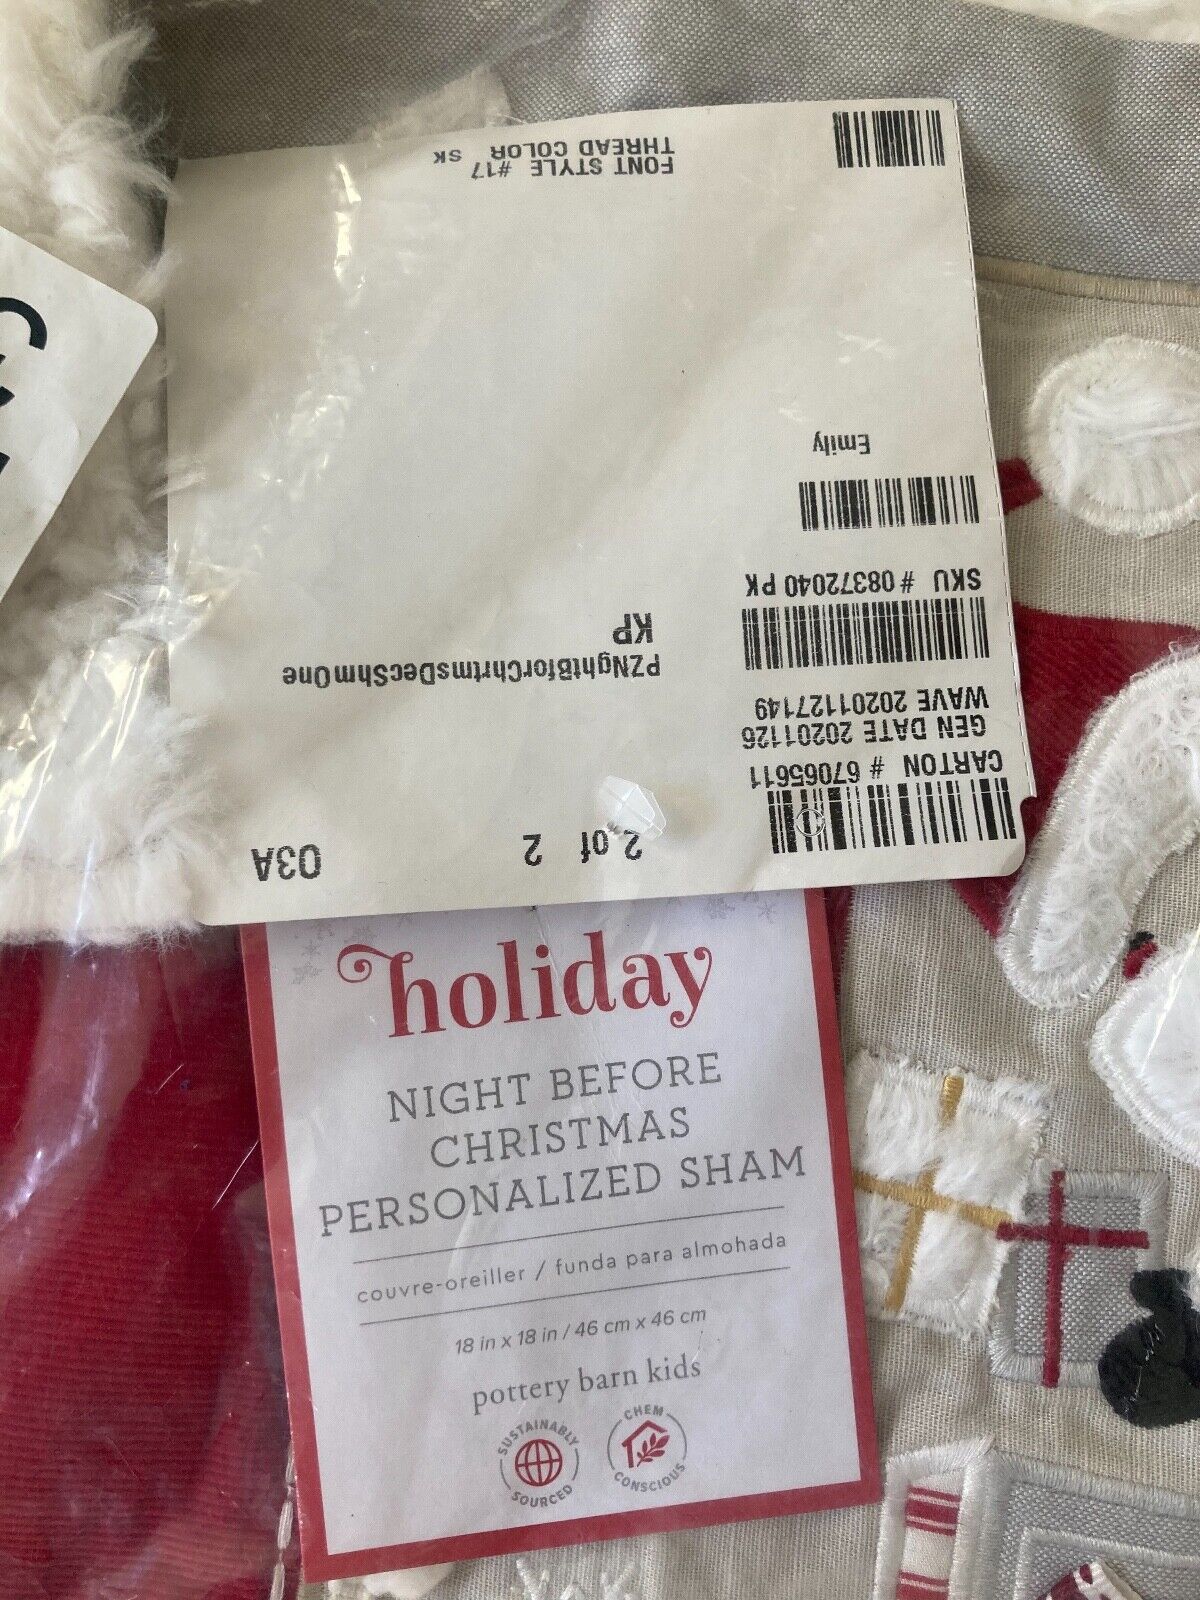 FONT STYLE #17
THREAD COLOR SK
Emily
SKU # 08372040 PK
KP
PZNghtBforChrtmsDecShmOne
WAVE 20201127149
GEN DATE 20201126
CARTON # 67065611
2 of 2
03A
holiday
NIGHT BEFORE
CHRISTMAS
PERSONALIZED SHAM
couvre-oreiller / funda para almohada
18 in x 18 in / 46 cm x 46 cm
pottery barn kids
SUSTAINABLY
SOURCED
CHEM
CONSCIOUS